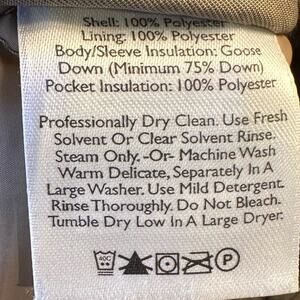 Shell: 100% Polyester
Lining: 100% Polyester
Body/Sleeve Insulation: Goose
Down (Minimum 75% Down)
Pocket Insulation: 100% Polyester
Professionally Dry Clean. Use Fresh
Solvent Or Clear Solvent Rinse.
Steam Only. -Or- Machine Wash
Warm Delicate, Separately In A
Large Washer. Use Mild Detergent.
Rinse Thoroughly. Do Not Bleach.
Tumble Dry Low In A Large Dryer.
40C P